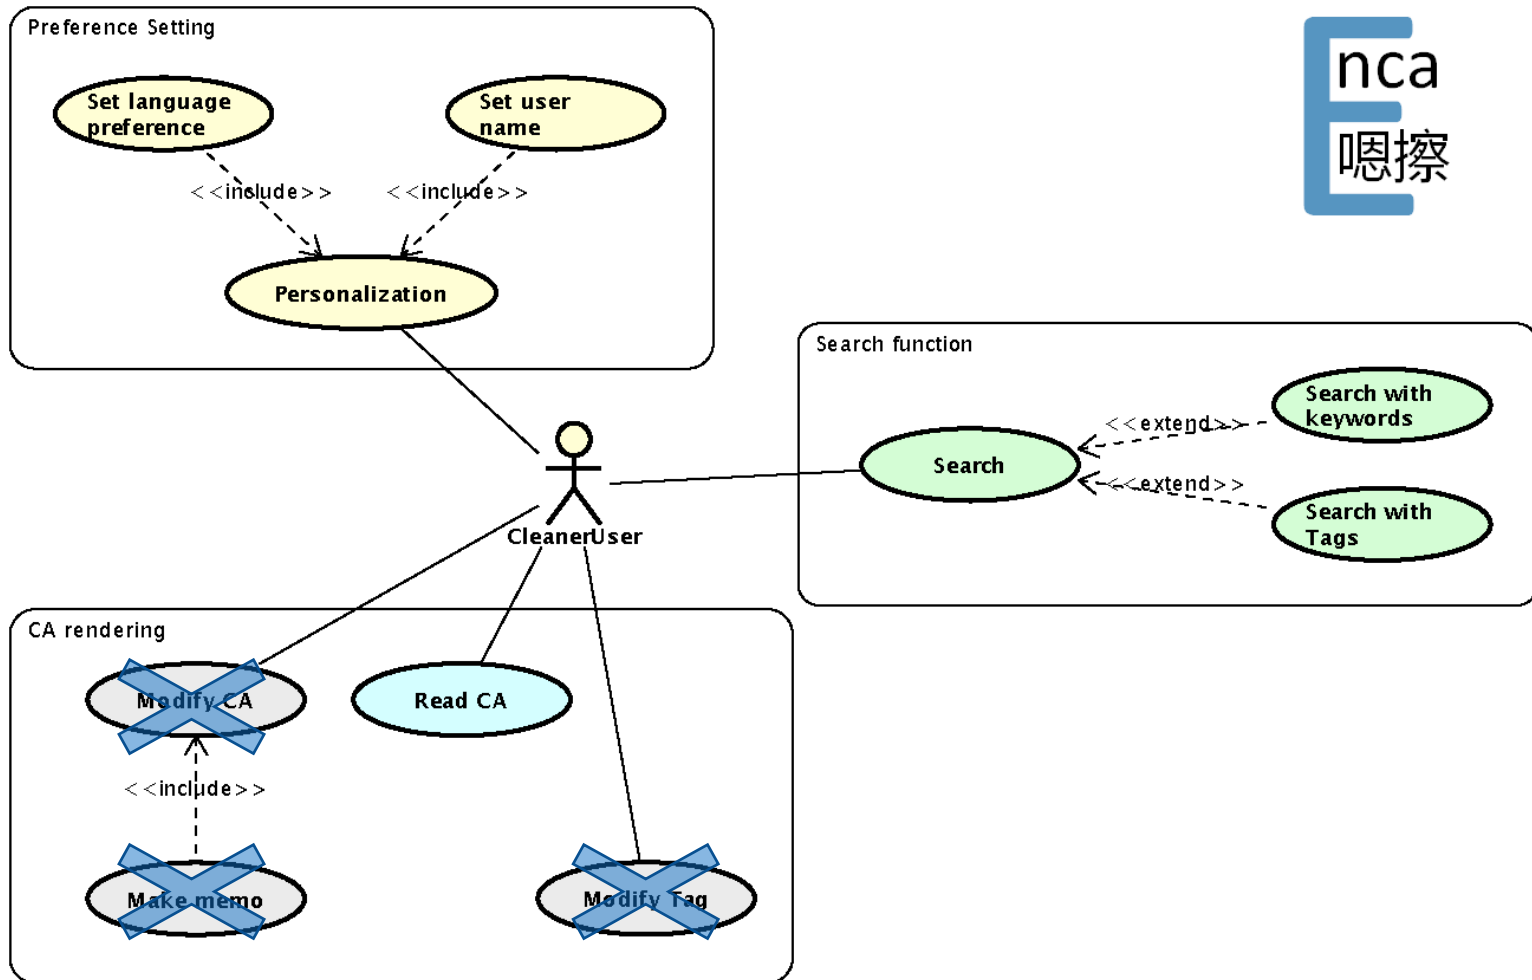 Preference Setting
Set language
preference
Set user
name
<<include>>
<<include>>
Personalization
Enca
嗯擦
Search function
Search with
keywords
<<extend>>
Search
<<extend>>
Search with
Tags
CleanerUser
CA rendering
Modify CA
Read CA
<<include>>
Make memo
Modify Tag